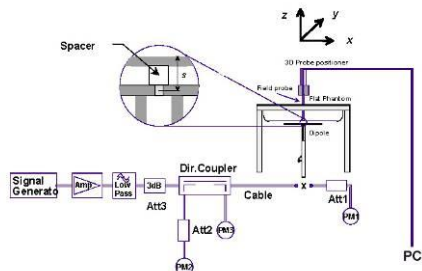 z
y
x
Spacer
s
3D Probe positioner
Field probe
Flat Phantom
Dipole
Dir.Coupler
Signal
Generato
Amp
Low
Pass
3dB
Att3
Cable
x
Att1
PM1
Att2
PM3
PM2
PC